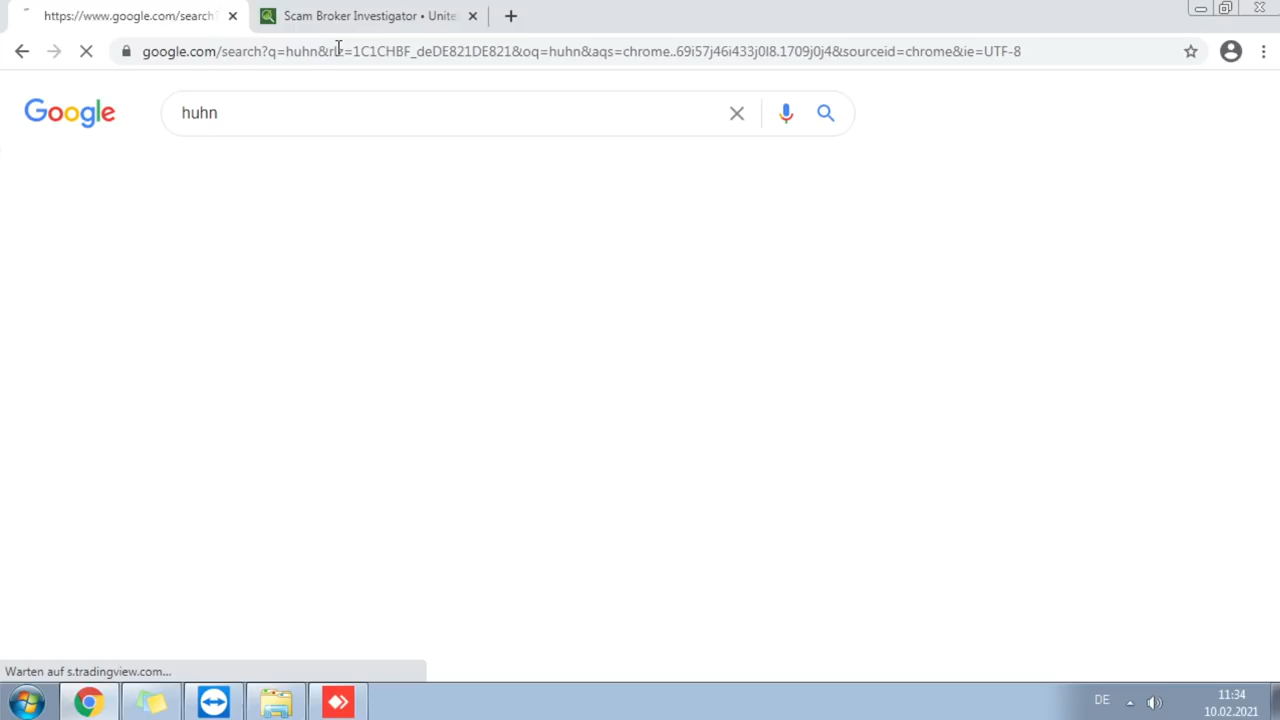 https://www.google.com/search?
Scam Broker Investigator • Unite
google.com/search?q=huhn&rlz=1C1CHBF_deDE821DE821&oq=huhn&aqs=chrome..69i57j46i433j0l8.1709j0j4&sourceid=chrome&ie=UTF-8
Google
huhn
Warten auf s.tradingview.com...
DE
11:34
10.02.2021